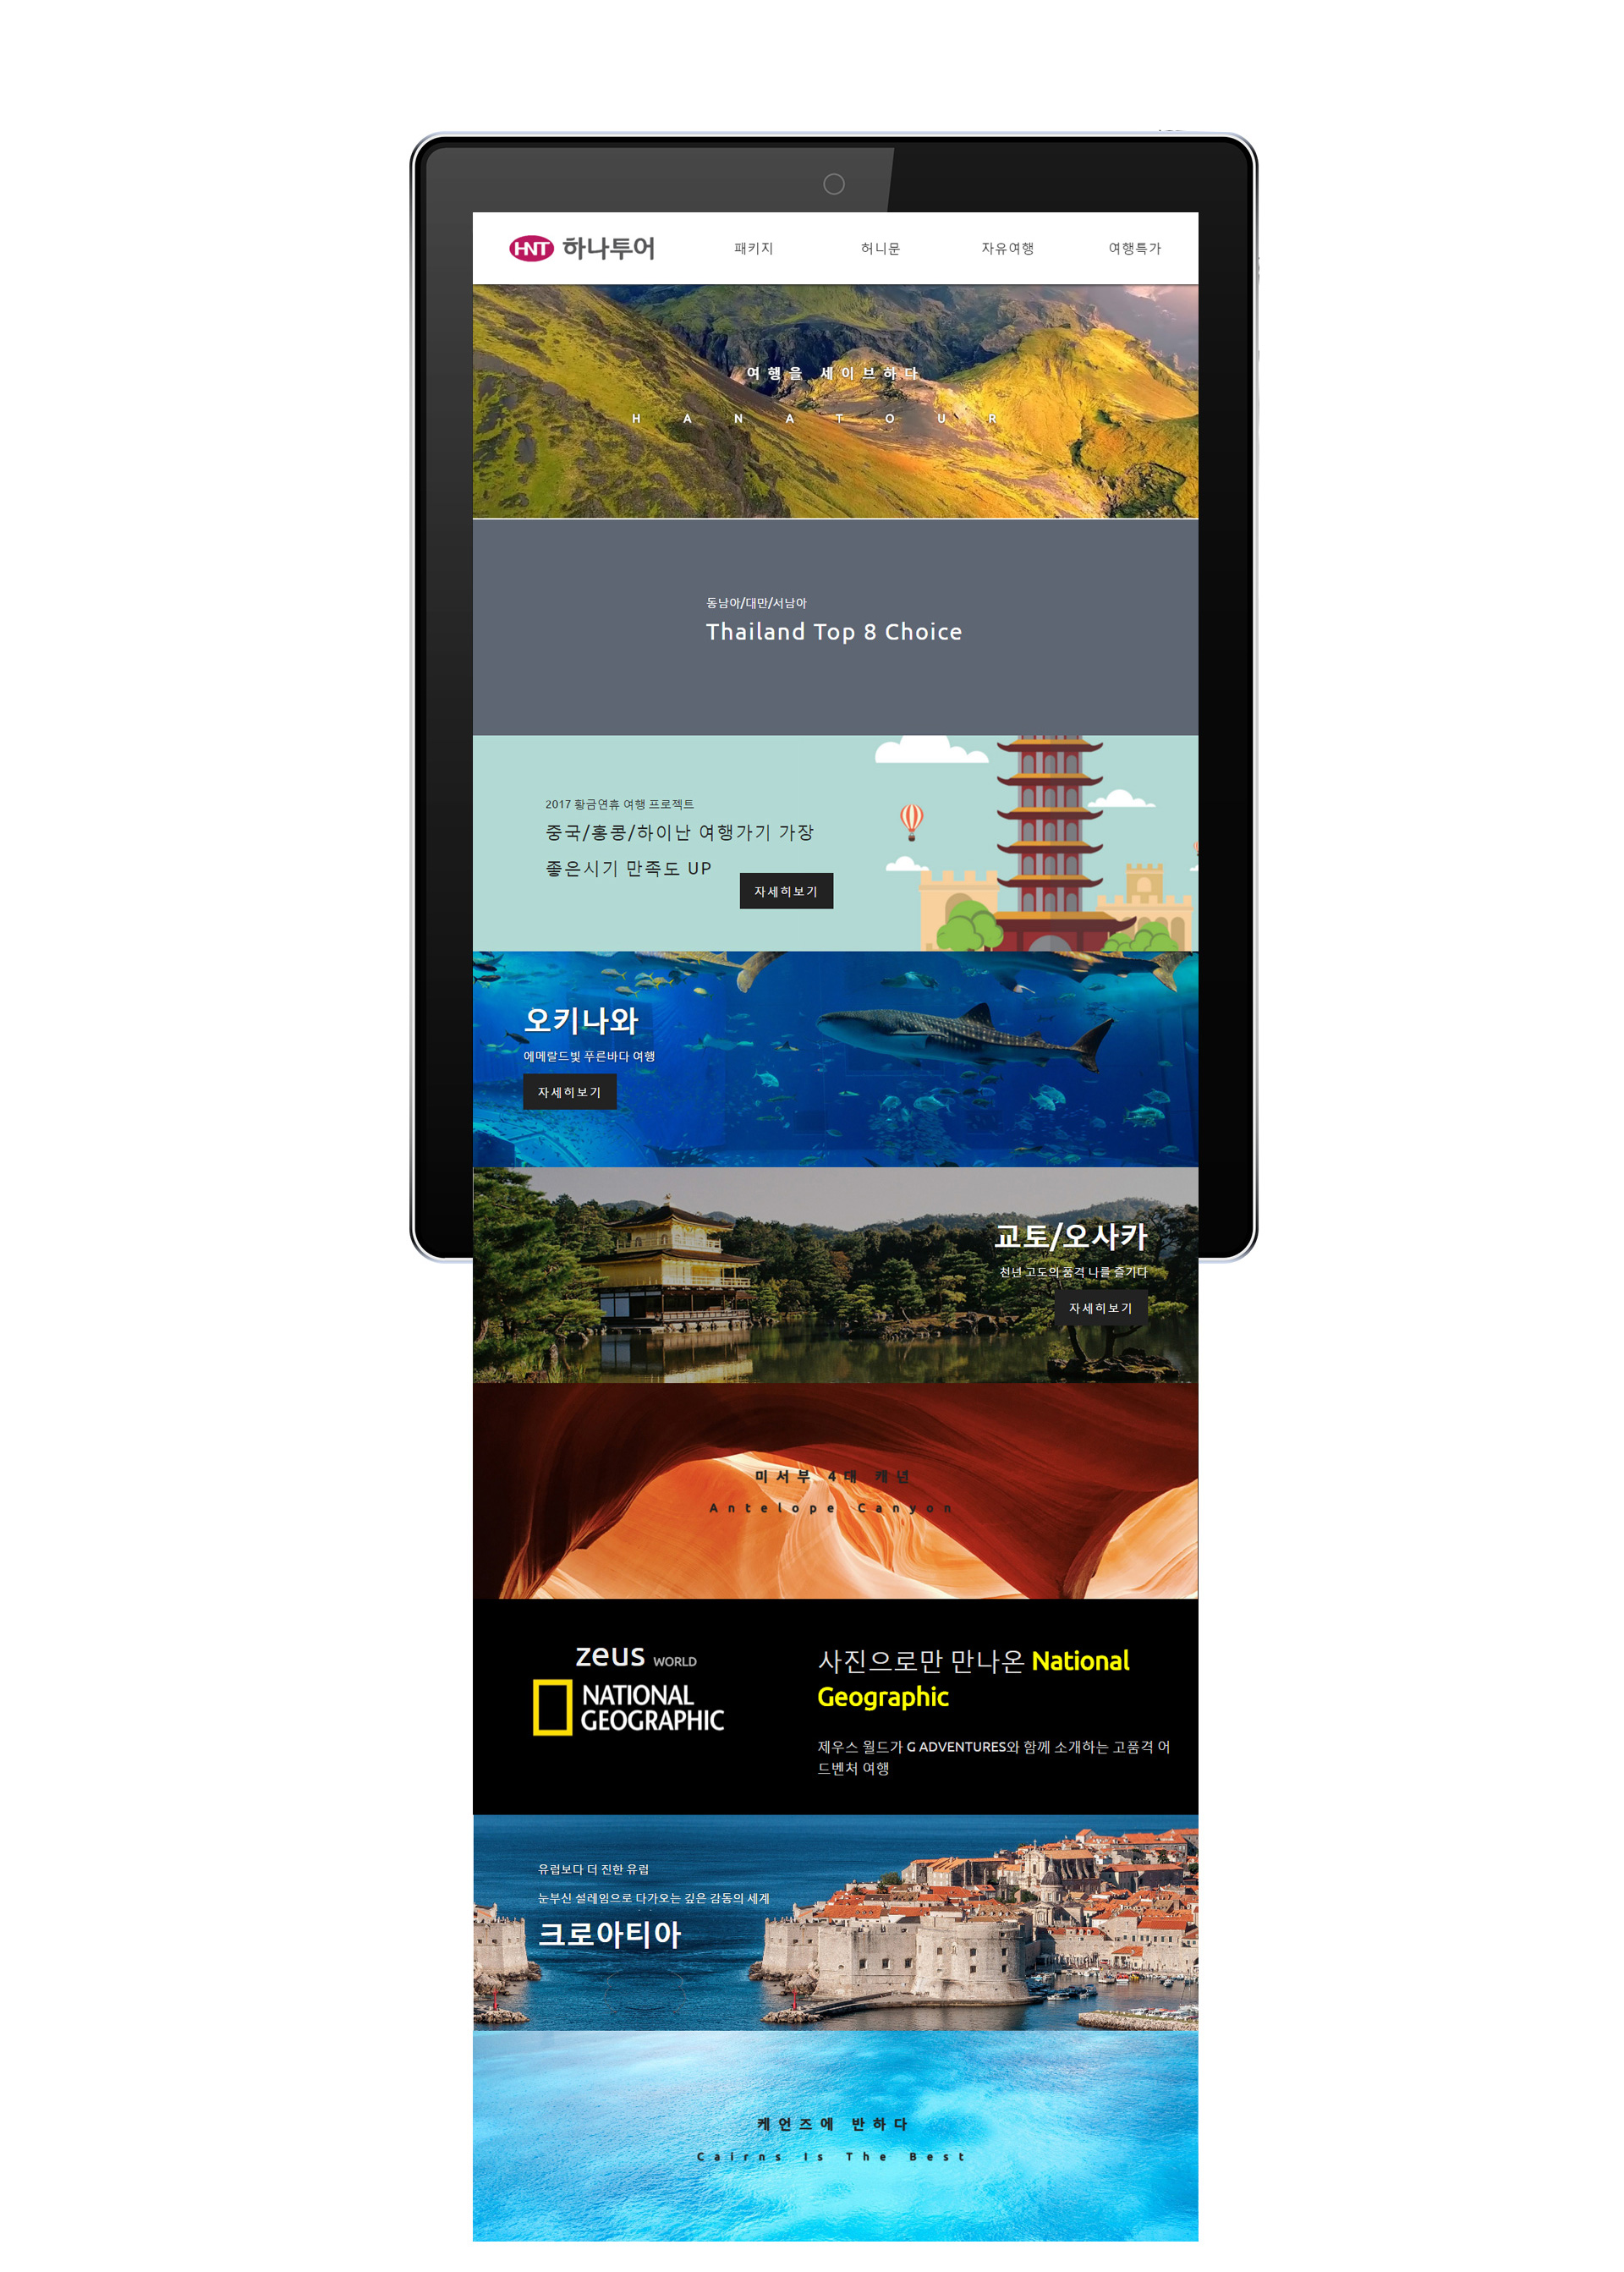 HNT 하나투어 패키지 허니문 자유여행 여행특가
여행을 세이브하다
HANATOUR
동남아/대만/서남아
Thailand Top 8 Choice
2017 황금연휴 여행 프로젝트
중국/홍콩/하이난 여행가기 가장
좋은시기 만족도 UP
자세히보기
오키나와
에메랄드빛 푸른바다 여행
자세히보기
교토/오사카
천년 고도의 품격 나를 즐기다
자세히보기
미서부 4대 캐년
Antelope Canyon
zeus WORLD
NATIONAL
GEOGRAPHIC
사진으로만 만나온 National
Geographic
제우스 월드가 G ADVENTURES와 함께 소개하는 고품격 어
드벤처 여행
유럽보다 더 진한 유럽
눈부신 설레임으로 다가오는 깊은 감동의 세계
크로아티아
케언즈에 반하다
Cairns Is The Best